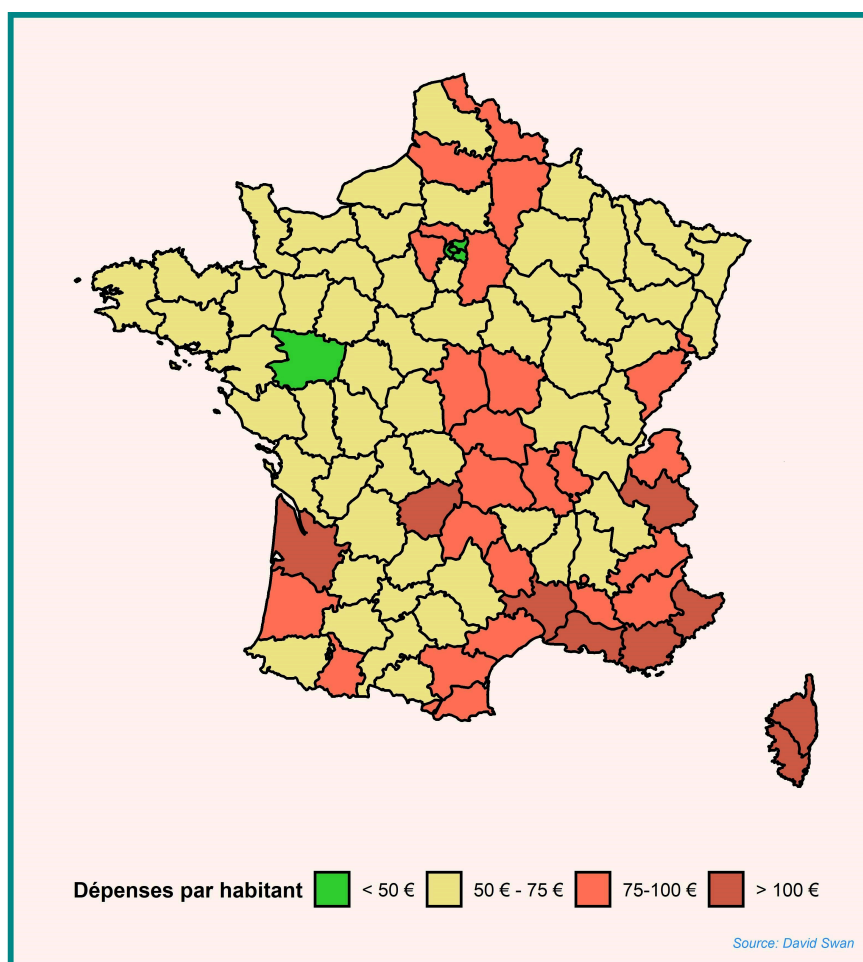 Dépenses par habitant < 50 € 50 € - 75 € 75-100 € > 100 €
Source: David Swan